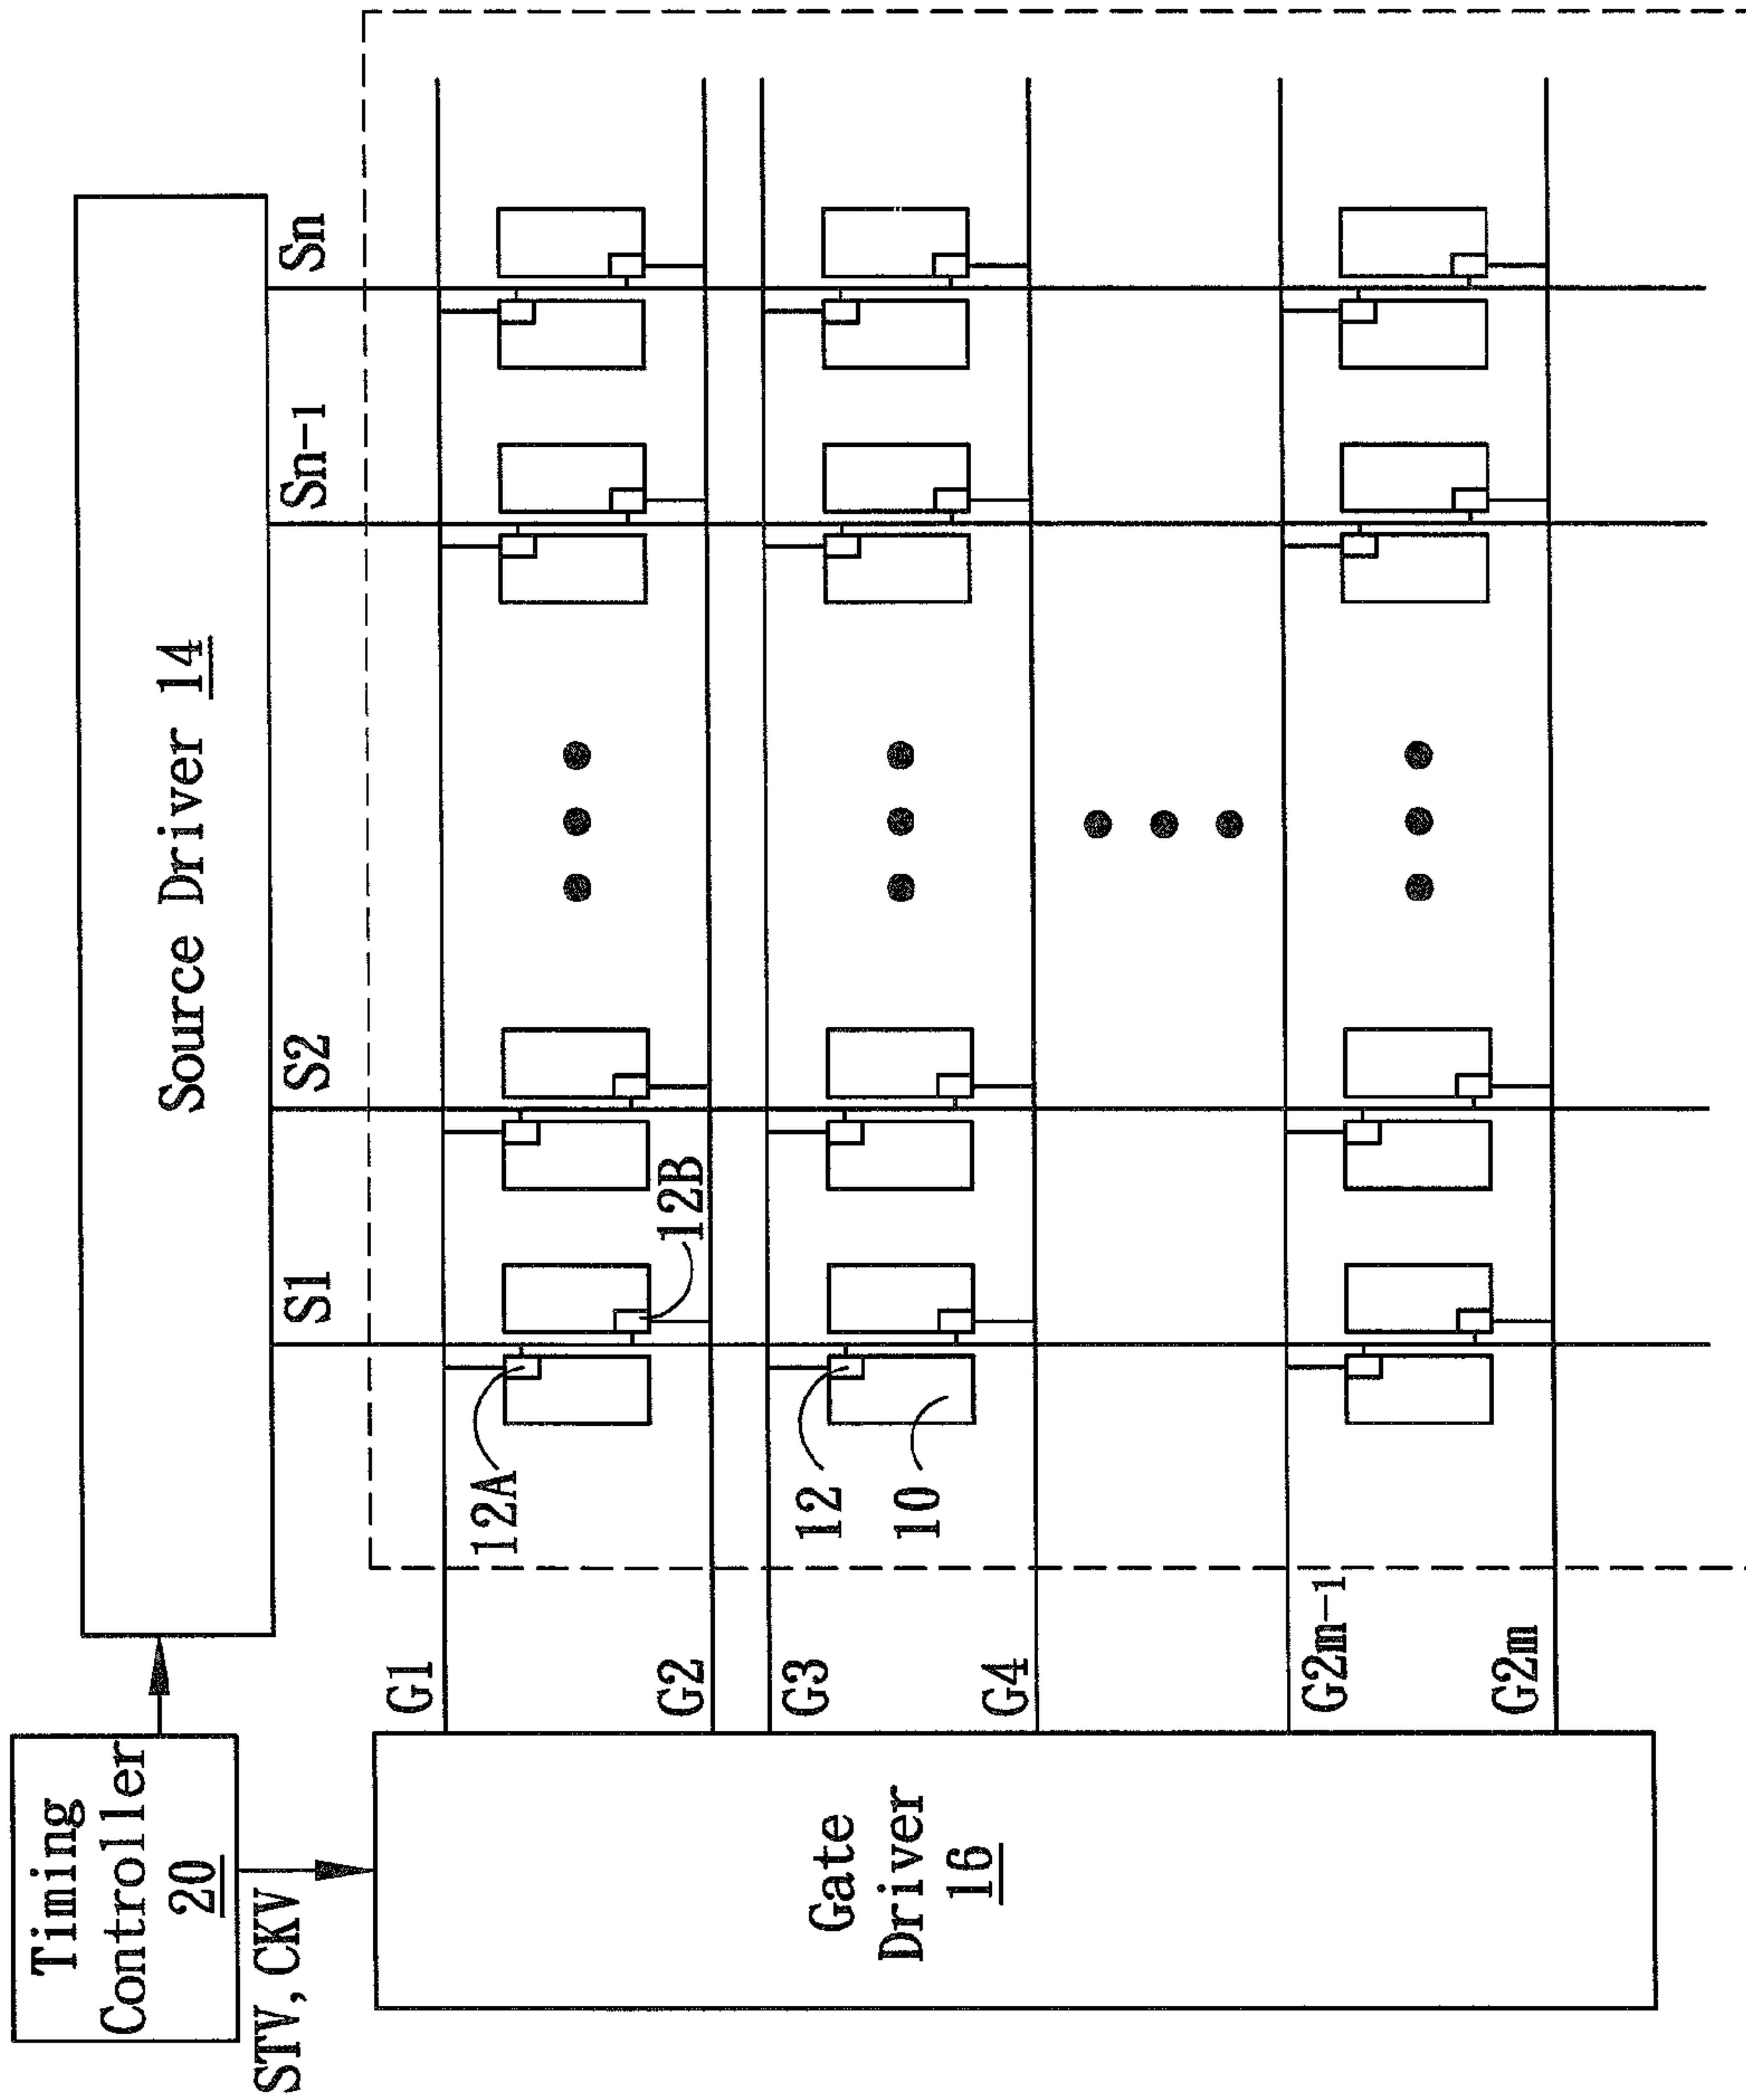 Timing
Controller
20
STV, CKV
Source Driver 14
S1
S2
Sn-1
Sn
G1
G2
G3
G4
G2m-1
G2m
12A
12B
12
10
Gate
Driver
16